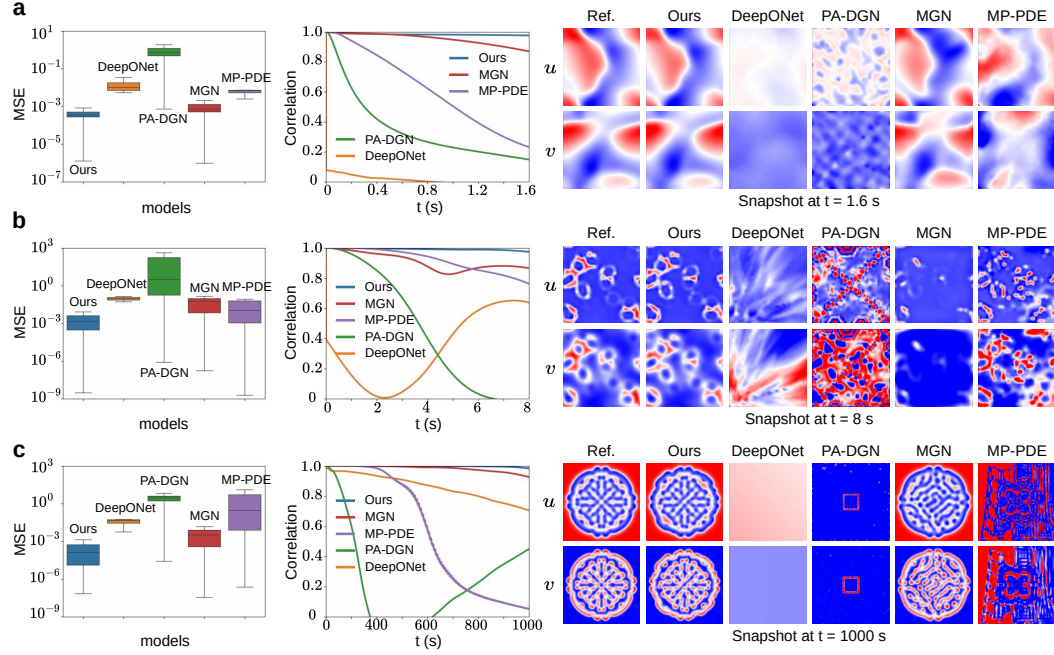 a
MSE
10^1
10^-1
10^-3
10^-5
10^-7
Ours
DeepONet
PA-DGN
MGN
MP-PDE
models
Correlation
1.0
0.8
0.6
0.4
0.2
0
Ours
MGN
MP-PDE
PA-DGN
DeepONet
0 0.4 0.8 1.2 1.6
t (s)
Ref. Ours DeepONet PA-DGN MGN MP-PDE
u
v
Snapshot at t = 1.6 s
b
MSE
10^3
10^0
10^-3
10^-6
10^-9
Ours
DeepONet
PA-DGN
MGN
MP-PDE
models
Correlation
1.0
0.8
0.6
0.4
0.2
0
Ours
MGN
MP-PDE
PA-DGN
DeepONet
0 2 4 6 8
t (s)
Ref. Ours DeepONet PA-DGN MGN MP-PDE
u
v
Snapshot at t = 8 s
c
MSE
10^3
10^0
10^-3
10^-6
10^-9
Ours
DeepONet
PA-DGN
MGN
MP-PDE
models
Correlation
1.0
0.8
0.6
0.4
0.2
0
Ours
MGN
MP-PDE
PA-DGN
DeepONet
400 600 800 1000
t (s)
Ref. Ours DeepONet PA-DGN MGN MP-PDE
u
v
Snapshot at t = 1000 s